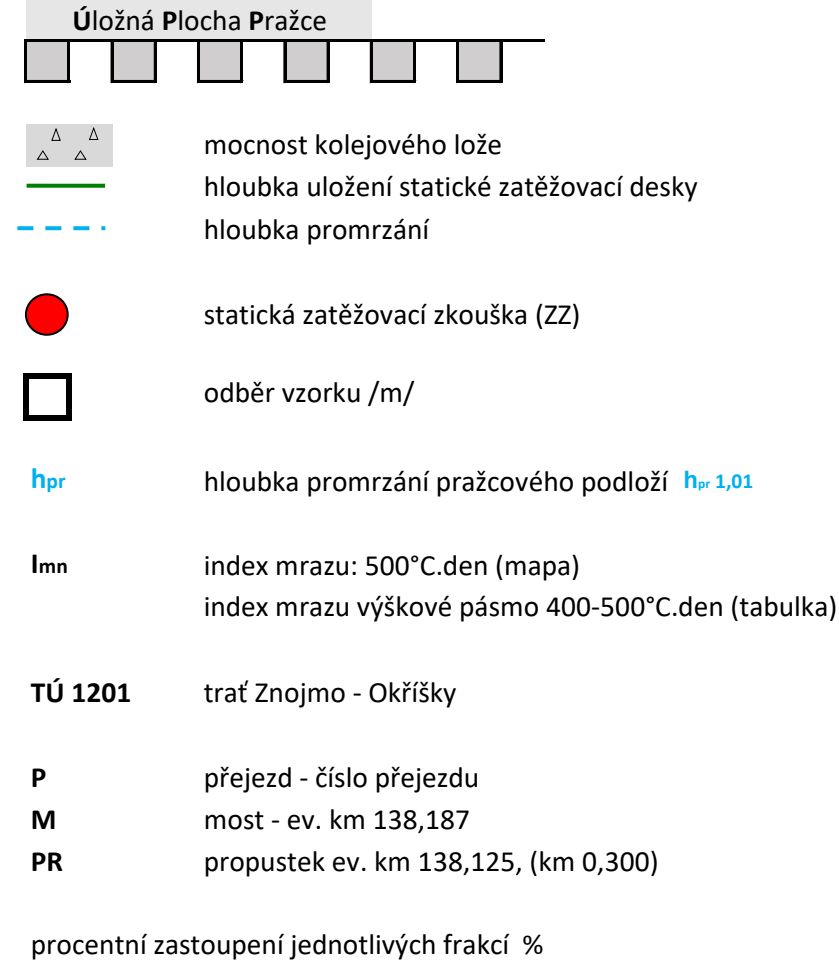 Úložná Plocha Pražce
mocnost kolejového lože
hloubka uložení statické zatěžovací desky
hloubka promrzání
statická zatěžovací zkouška (ZZ)
odběr vzorku /m/
hpr hloubka promrzání pražcového podloží hpr 1,01
Imn index mrazu: 500°C.den (mapa)
index mrazu výškové pásmo 400-500°C.den (tabulka)
TÚ 1201 trať Znojmo - Okříšky
P přejezd - číslo přejezdu
M most - ev. km 138,187
PR propustek ev. km 138,125, (km 0,300)
procentní zastoupení jednotlivých frakcí %